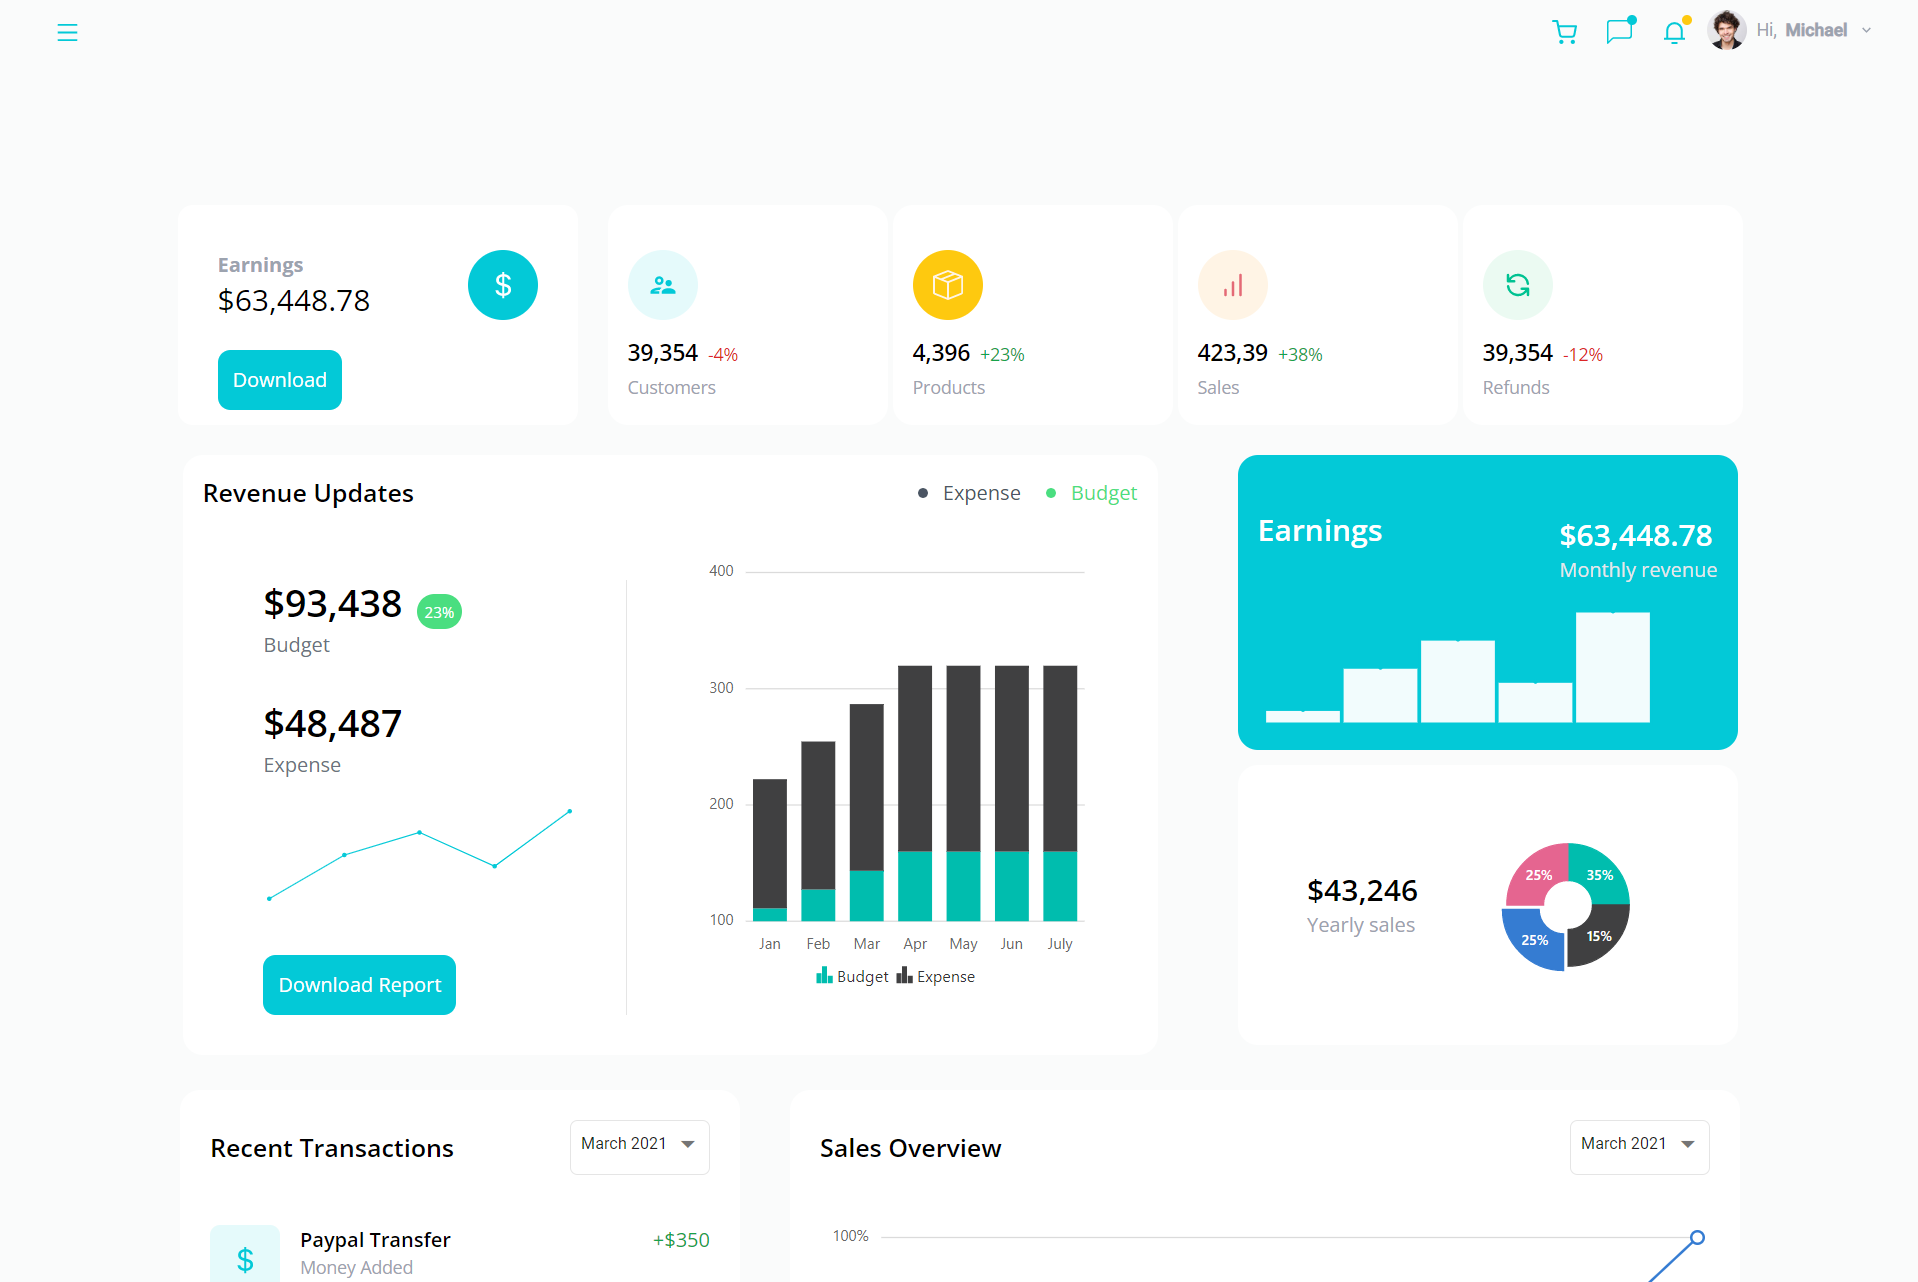 Hi, Michael
Earnings
$63,448.78
$
Download
39,354 -4%
Customers
4,396 +23%
Products
423,39 +38%
Sales
39,354 -12%
Refunds
Revenue Updates
Expense Budget
$93,438 23%
Budget
$48,487
Expense
Download Report
400
300
200
100
Jan Feb Mar Apr May Jun July
Budget Expense
Earnings
$63,448.78
Monthly revenue
$43,246
Yearly sales
25% 35%
25% 15%
Recent Transactions
March 2021
$
Paypal Transfer
Money Added
+$350
Sales Overview
March 2021
100%